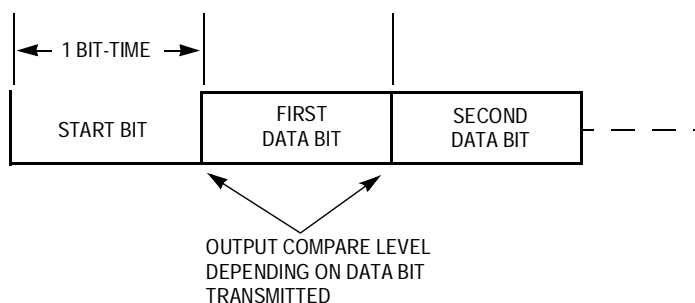 1 BIT-TIME
START BIT
FIRST
DATA BIT
SECOND
DATA BIT
OUTPUT COMPARE LEVEL
DEPENDING ON DATA BIT
TRANSMITTED